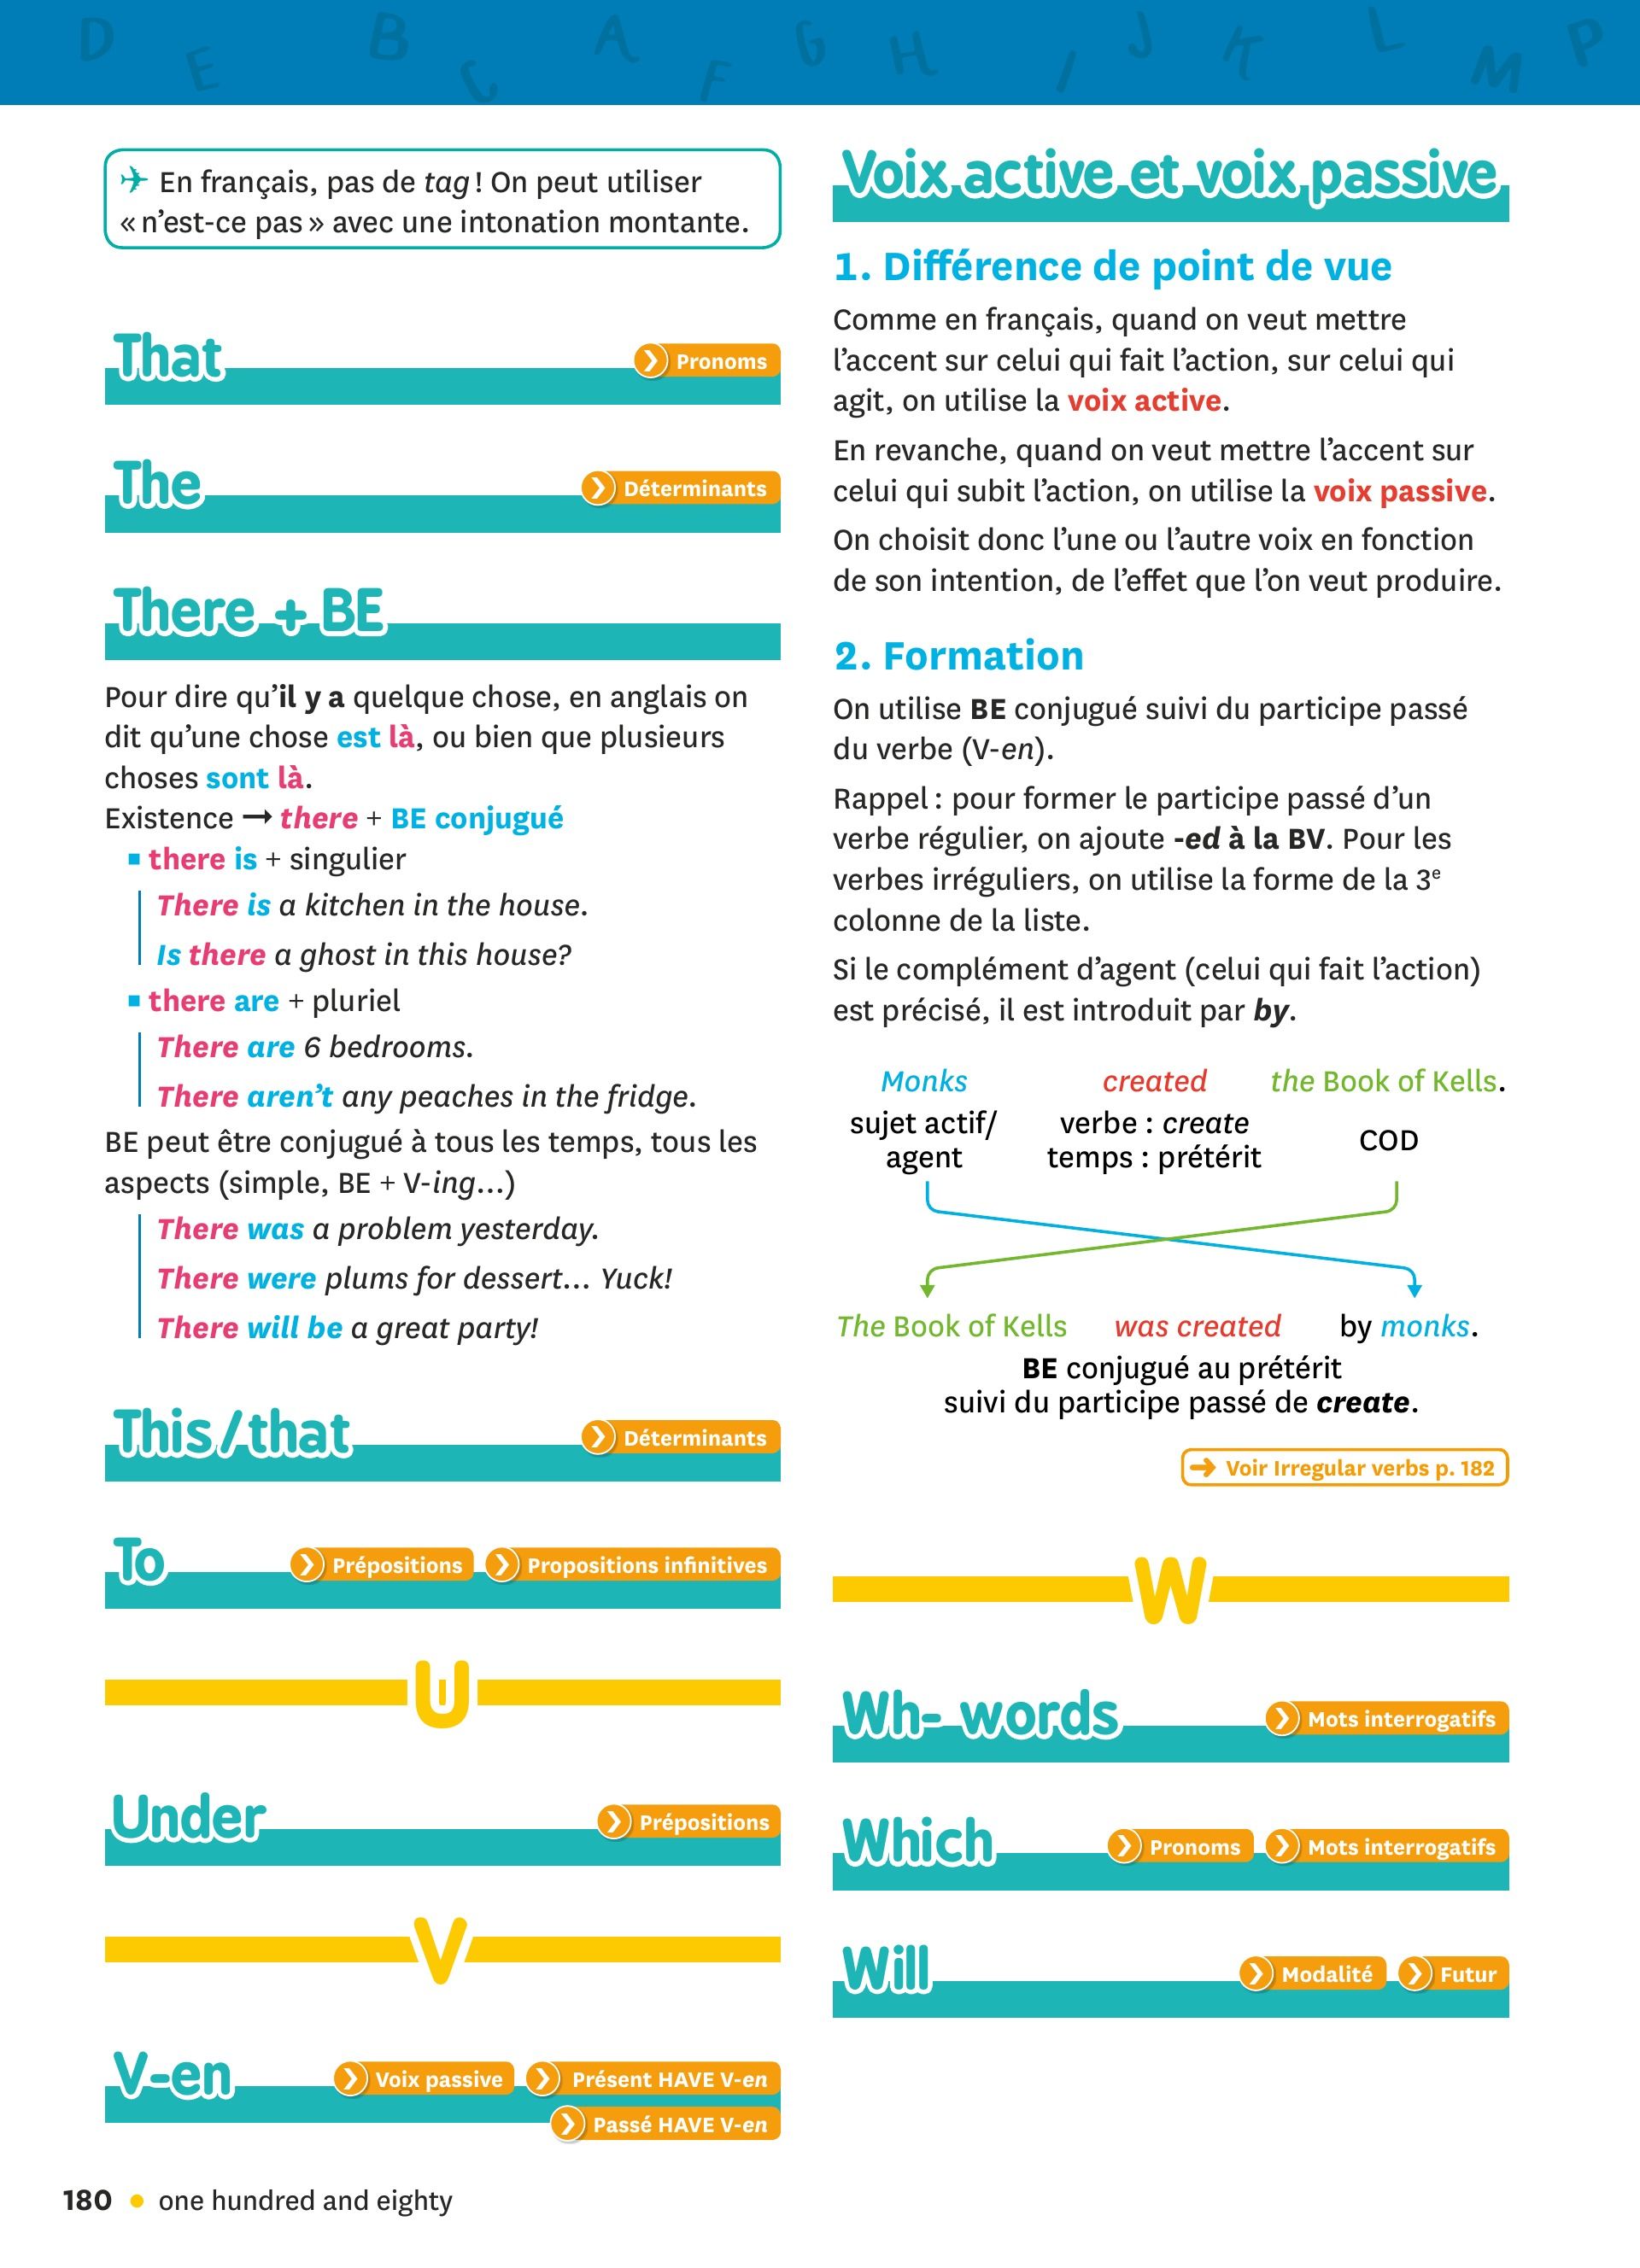 D E B C A F G H I J K L M P
✈ En français, pas de tag ! On peut utiliser
« n’est-ce pas » avec une intonation montante.
That
Pronoms
The
Déterminants
There + BE
Pour dire qu’il y a quelque chose, en anglais on
dit qu’une chose est là, ou bien que plusieurs
choses sont là.
Existence → there + BE conjugué
▪ there is + singulier
There is a kitchen in the house.
Is there a ghost in this house?
▪ there are + pluriel
There are 6 bedrooms.
There aren’t any peaches in the fridge.
BE peut être conjugué à tous les temps, tous les
aspects (simple, BE + V-ing…)
There was a problem yesterday.
There were plums for dessert… Yuck!
There will be a great party!
This / that
Déterminants
To
Prépositions
Propositions infinitives
U
Under
Prépositions
V
V-en
Voix passive
Présent HAVE V-en
Passé HAVE V-en
Voix active et voix passive
1. Différence de point de vue
Comme en français, quand on veut mettre
l’accent sur celui qui fait l’action, sur celui qui
agit, on utilise la voix active.
En revanche, quand on veut mettre l’accent sur
celui qui subit l’action, on utilise la voix passive.
On choisit donc l’une ou l’autre voix en fonction
de son intention, de l’effet que l’on veut produire.
2. Formation
On utilise BE conjugué suivi du participe passé
du verbe (V-en).
Rappel : pour former le participe passé d’un
verbe régulier, on ajoute -ed à la BV. Pour les
verbes irréguliers, on utilise la forme de la 3e
colonne de la liste.
Si le complément d’agent (celui qui fait l’action)
est précisé, il est introduit par by.
Monks created the Book of Kells.
sujet actif/ verbe : create COD
agent temps : prétérit
The Book of Kells was created by monks.
BE conjugué au prétérit
suivi du participe passé de create.
→ Voir Irregular verbs p. 182
W
Wh- words
Mots interrogatifs
Which
Pronoms
Mots interrogatifs
Will
Modalité
Futur
180 • one hundred and eighty